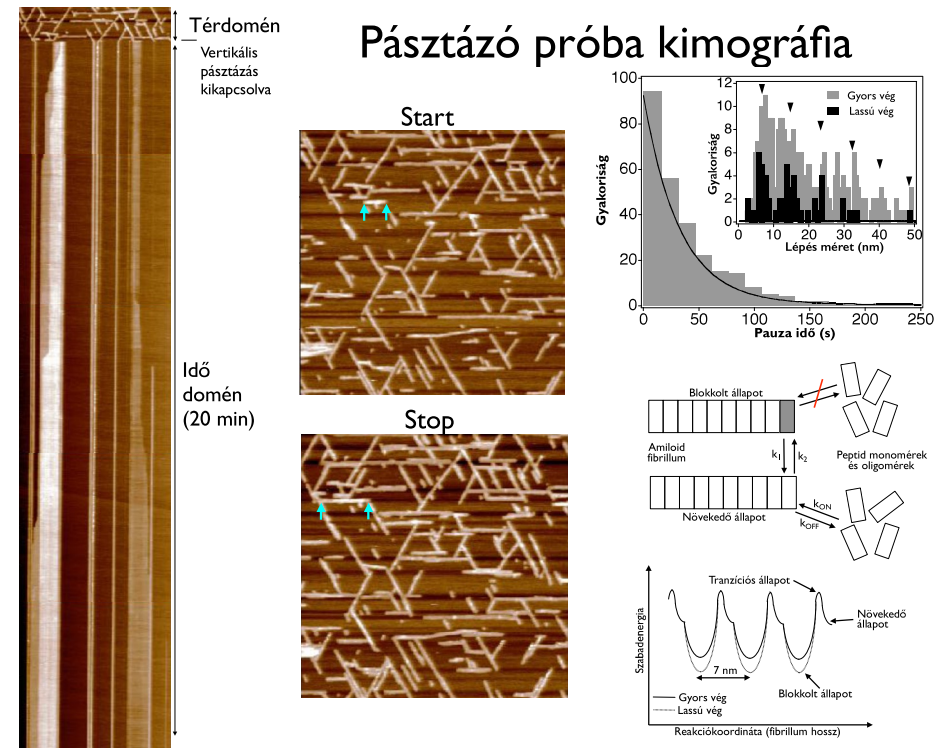 Pásztázó próba kimográfia
Térdomén
Vertikális
pásztázás
kikapcsolva
Idő
domén
(20 min)
Start
Stop
100
80
60
40
20
0
Gyakoriság
0
50
100
150
200
250
Pauza idő (s)
12
10
8
6
4
2
0
Gyakoriság
Gyors vég
Lassú vég
0
10
20
30
40
50
Lépés méret (nm)
Blokkolt állapot
Amiloid
fibrillum
k1
k2
Peptid monomérek
és oligomérek
Növekedő állapot
kON
kOFF
Tranzíciós állapot
Növekedő
állapot
Szabadenergia
7 nm
Blokkolt állapot
Gyors vég
Lassú vég
Reakciókoordináta (fibrillum hossz)